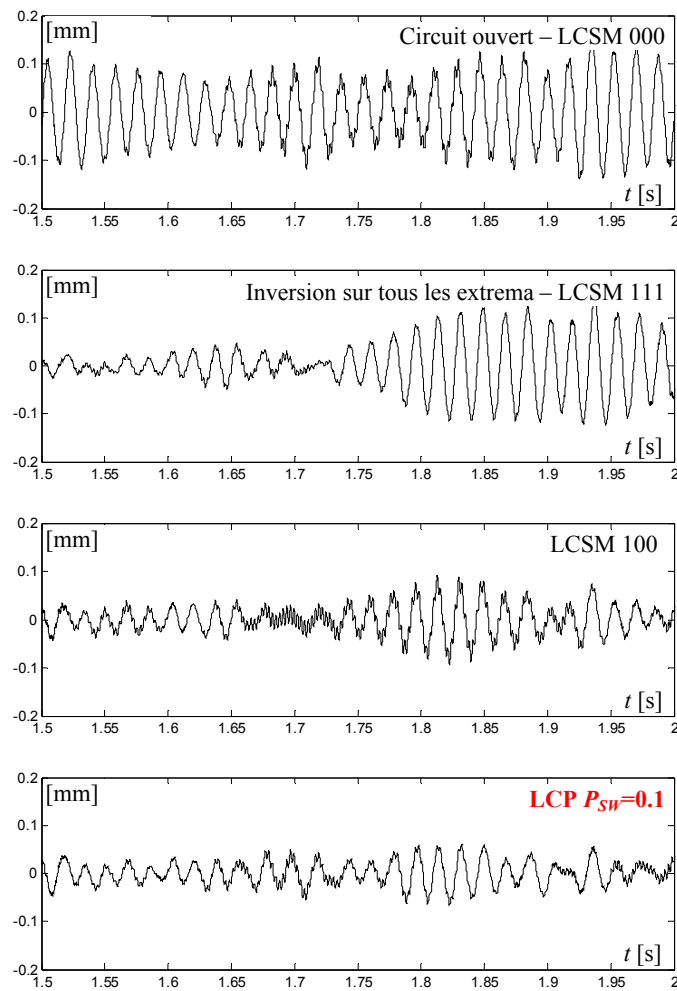 0.2
[mm]
Circuit ouvert – LCSM 000
0.1
0
-0.1
t [s]
-0.2
1.5 1.55 1.6 1.65 1.7 1.75 1.8 1.85 1.9 1.95 2
0.2
[mm]
Inversion sur tous les extrema – LCSM 111
0.1
0
-0.1
t [s]
-0.2
1.5 1.55 1.6 1.65 1.7 1.75 1.8 1.85 1.9 1.95 2
0.2
[mm]
LCSM 100
0.1
0
-0.1
t [s]
-0.2
1.5 1.55 1.6 1.65 1.7 1.75 1.8 1.85 1.9 1.95 2
0.2
[mm]
LCP PSW=0.1
0.1
0
-0.1
t [s]
-0.2
1.5 1.55 1.6 1.65 1.7 1.75 1.8 1.85 1.9 1.95 2